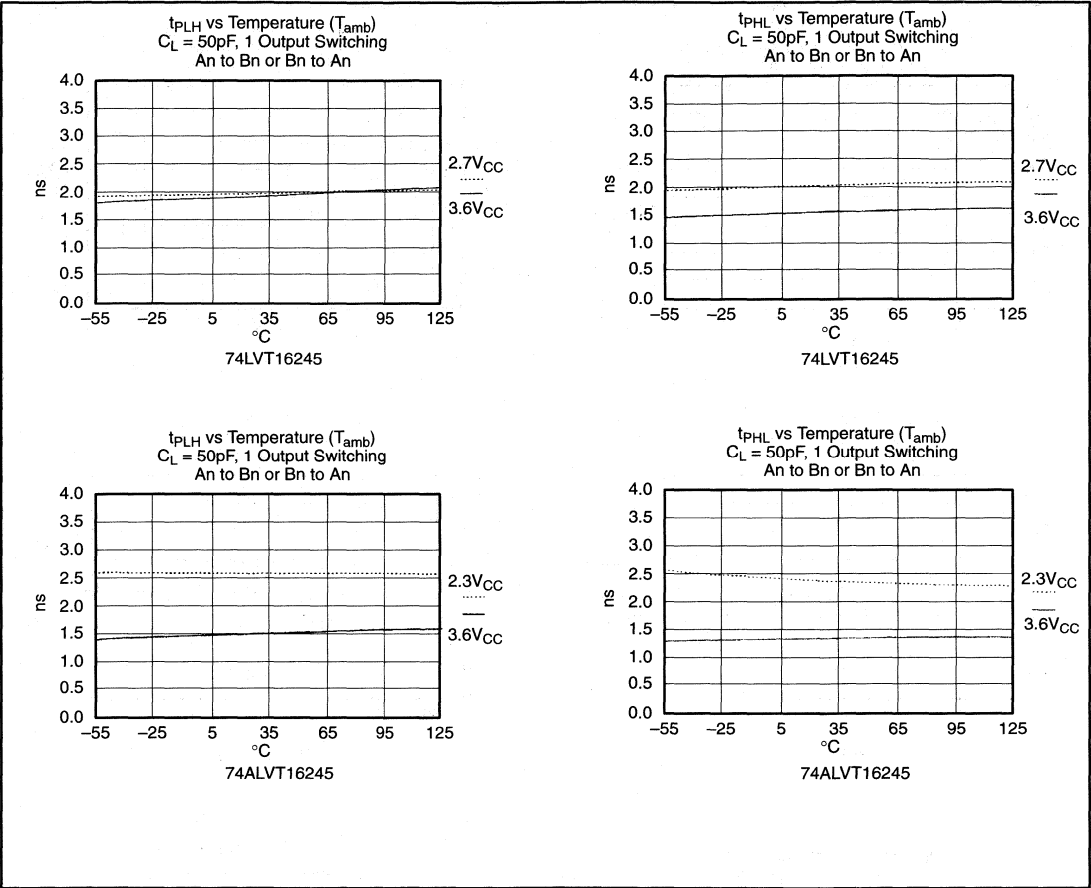 tPLH vs Temperature (Tamb)
CL = 50pF, 1 Output Switching
An to Bn or Bn to An
4.0
3.5
3.0
2.5
2.0
1.5
1.0
0.5
0.0
ns
–55 –25 5 35 65 95 125
°C
2.7VCC
3.6VCC
74LVT16245
tPHL vs Temperature (Tamb)
CL = 50pF, 1 Output Switching
An to Bn or Bn to An
4.0
3.5
3.0
2.5
2.0
1.5
1.0
0.5
0.0
ns
–55 –25 5 35 65 95 125
°C
2.7VCC
3.6VCC
74LVT16245
tPLH vs Temperature (Tamb)
CL = 50pF, 1 Output Switching
An to Bn or Bn to An
4.0
3.5
3.0
2.5
2.0
1.5
1.0
0.5
0.0
ns
–55 –25 5 35 65 95 125
°C
2.3VCC
3.6VCC
74ALVT16245
tPHL vs Temperature (Tamb)
CL = 50pF, 1 Output Switching
An to Bn or Bn to An
4.0
3.5
3.0
2.5
2.0
1.5
1.0
0.5
0.0
ns
–55 –25 5 35 65 95 125
°C
2.3VCC
3.6VCC
74ALVT16245